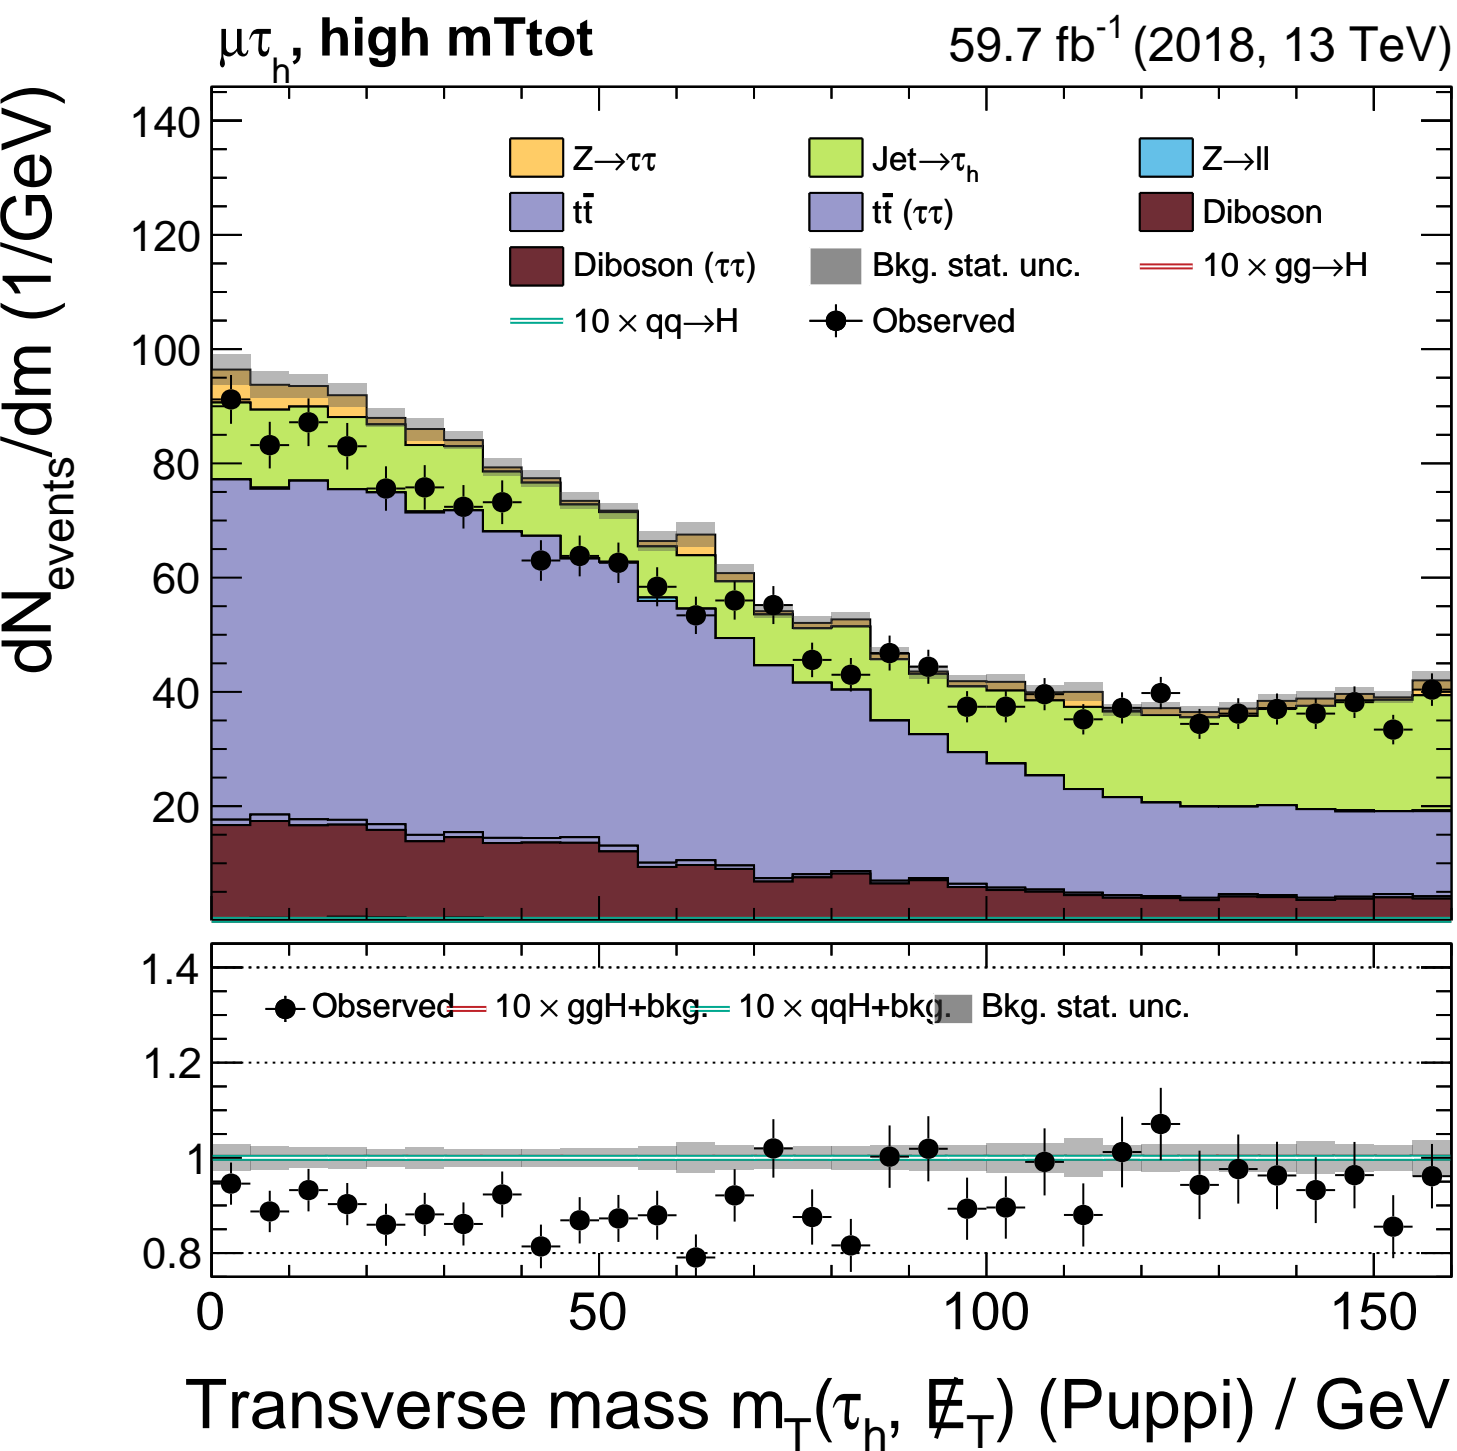 μτh, high mTtot 59.7 fb-1 (2018, 13 TeV)
dNevents/dm (1/GeV)
140
120
100
80
60
40
20
Z→ττ Jet→τh Z→ll
tt̄ tt̄ (ττ) Diboson
Diboson (ττ) Bkg. stat. unc. 10 × gg→H
10 × qq→H Observed
1.4
1.2
1
0.8
Observed 10 × ggH+bkg. 10 × qqH+bkg. Bkg. stat. unc.
0 50 100 150
Transverse mass mT(τh, E̸T) (Puppi) / GeV